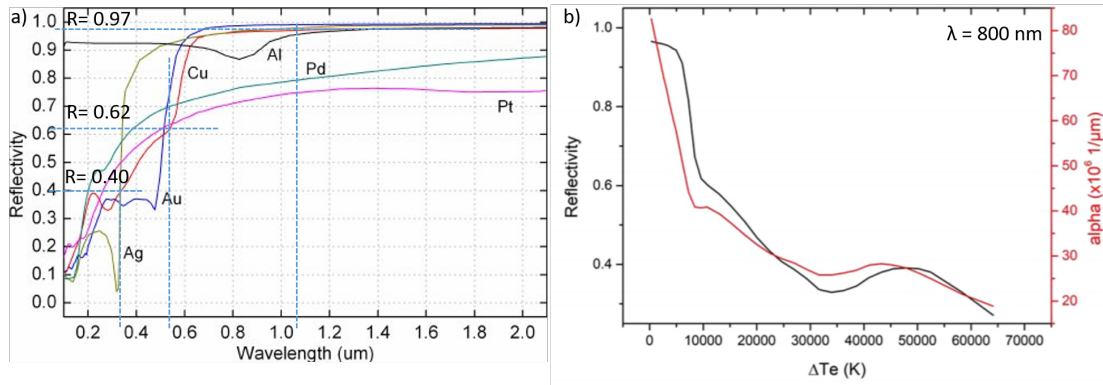 a)
R= 0.97
R= 0.62
R= 0.40
1.0
0.9
0.8
0.7
0.6
0.5
0.4
0.3
0.2
0.1
0.0
Reflectivity
Cu
Al
Pd
Pt
Au
Ag
0.2 0.4 0.6 0.8 1.0 1.2 1.4 1.6 1.8 2.0
Wavelength (um)
b)
λ = 800 nm
1.0
0.8
0.6
0.4
Reflectivity
80
70
60
50
40
30
20
alpha (x10⁶ 1/μm)
0 10000 20000 30000 40000 50000 60000 70000
ΔTe (K)